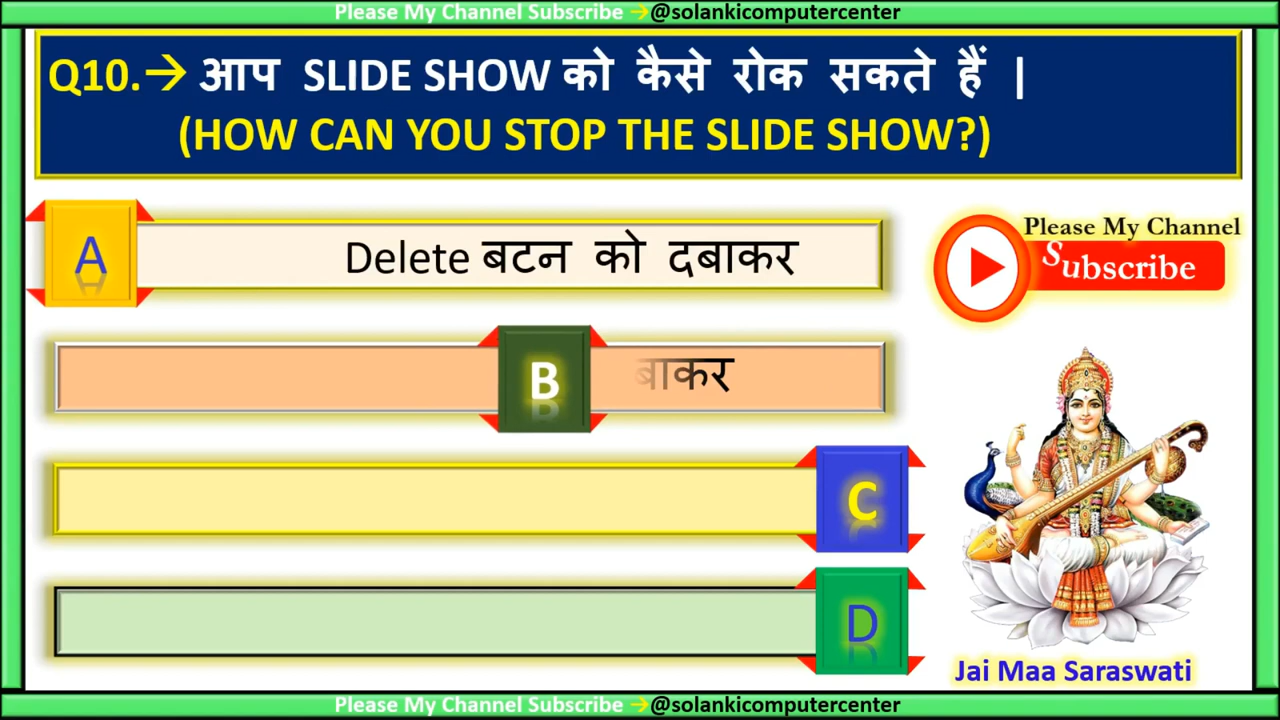 Please My Channel Subscribe →@solankicomputercenter
Q10.→ आप SLIDE SHOW को कैसे रोक सकते हैं |
(HOW CAN YOU STOP THE SLIDE SHOW?)
A Delete बटन को दबाकर
Please My Channel
Subscribe
B
C
D
Jai Maa Saraswati
Please My Channel Subscribe →@solankicomputercenter